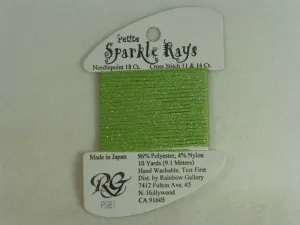 Petite
Sparkle Rays
Needlepoint 18 Ct. Cross Stitch 11 & 14 Ct.
Made in Japan
RG
PS61
96% Polyester, 4% Nylon
10 Yards (9.1 Meters)
Hand Washable, Test First
Dist. by Rainbow Gallery
7412 Fulton Ave. #5
N. Hollywood
CA 91605